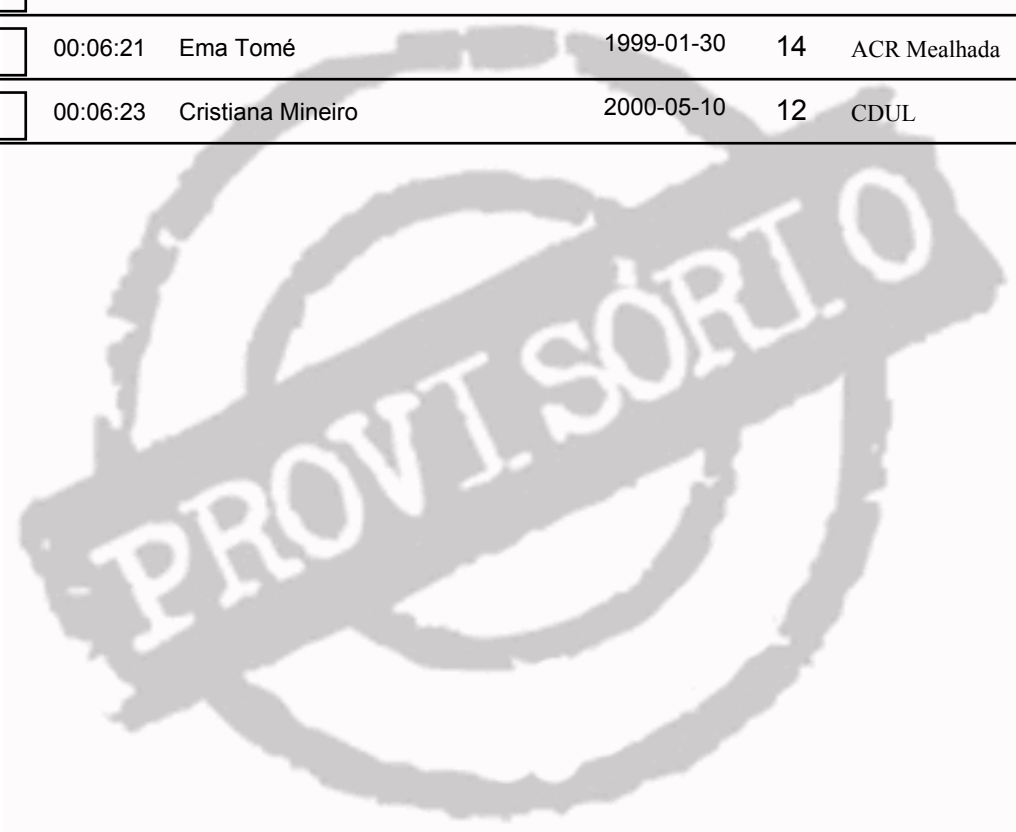 00:06:21 Ema Tomé 1999-01-30 14 ACR Mealhada
00:06:23 Cristiana Mineiro 2000-05-10 12 CDUL
PROVISÓRIO